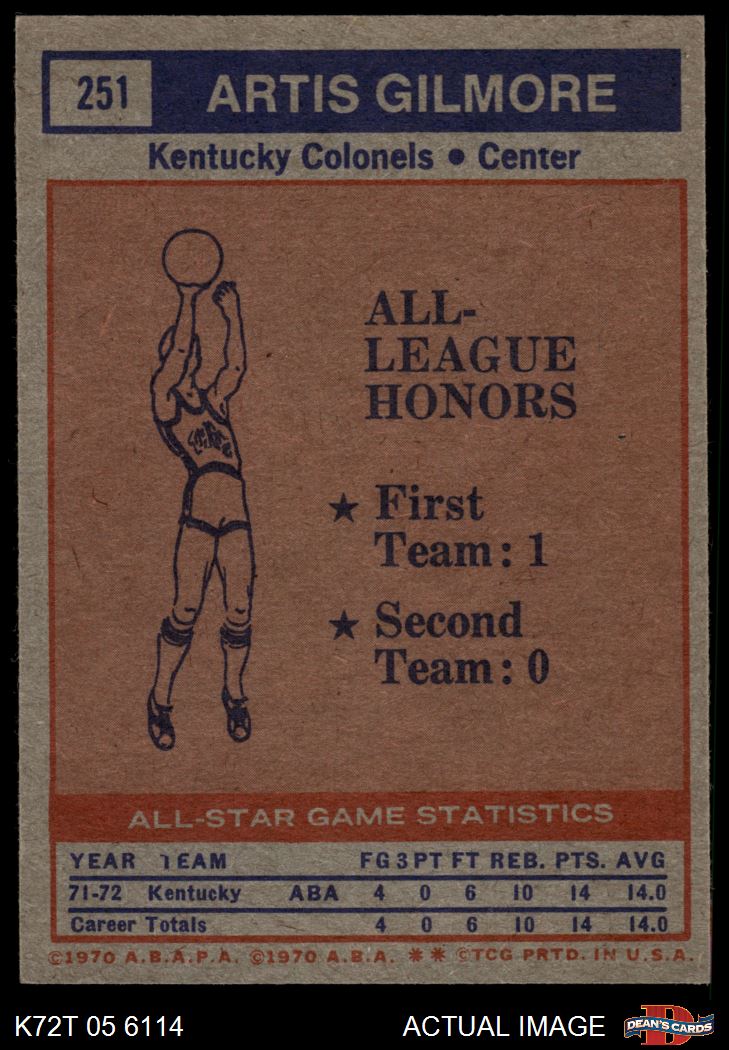 251 ARTIS GILMORE
Kentucky Colonels • Center
ALL-
LEAGUE
HONORS
★ First
Team: 1
★ Second
Team: 0
ALL-STAR GAME STATISTICS
YEAR TEAM FG 3PT FT REB. PTS. AVG
71-72 Kentucky ABA 4 0 6 10 14 14.0
Career Totals 4 0 6 10 14 14.0
©1970 A.B.A.P.A. ©1970 A.B.A. ** ©TCG PRTD. IN U.S.A.
K72T 05 6114 ACTUAL IMAGE D DEAN'S CARDS